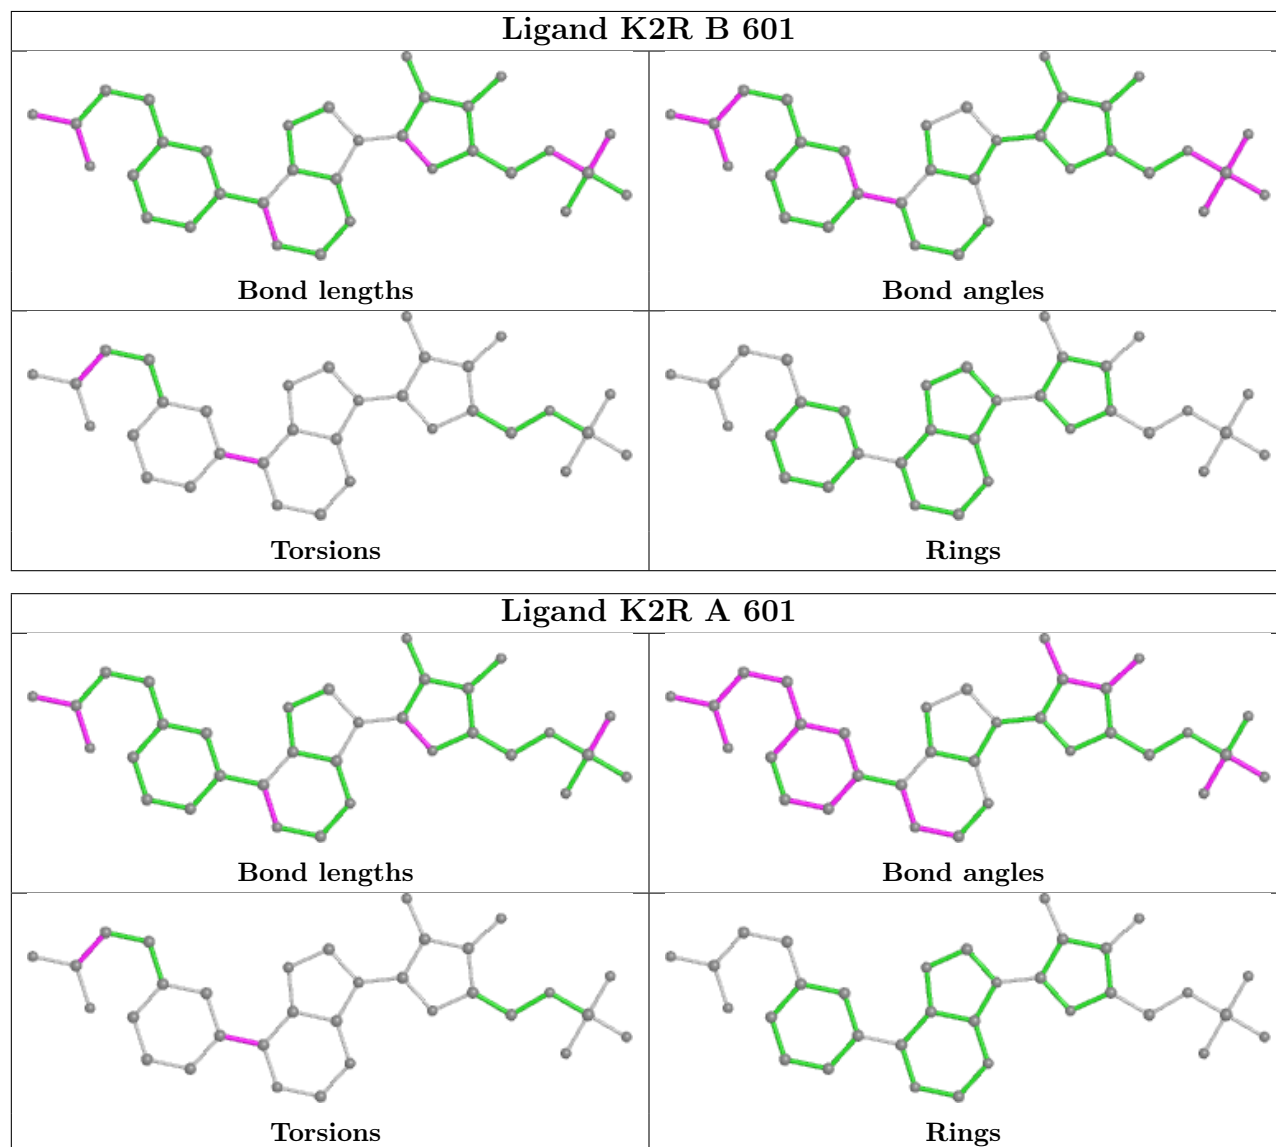 Ligand K2R B 601
Bond lengths
Bond angles
Torsions
Rings
Ligand K2R A 601
Bond lengths
Bond angles
Torsions
Rings